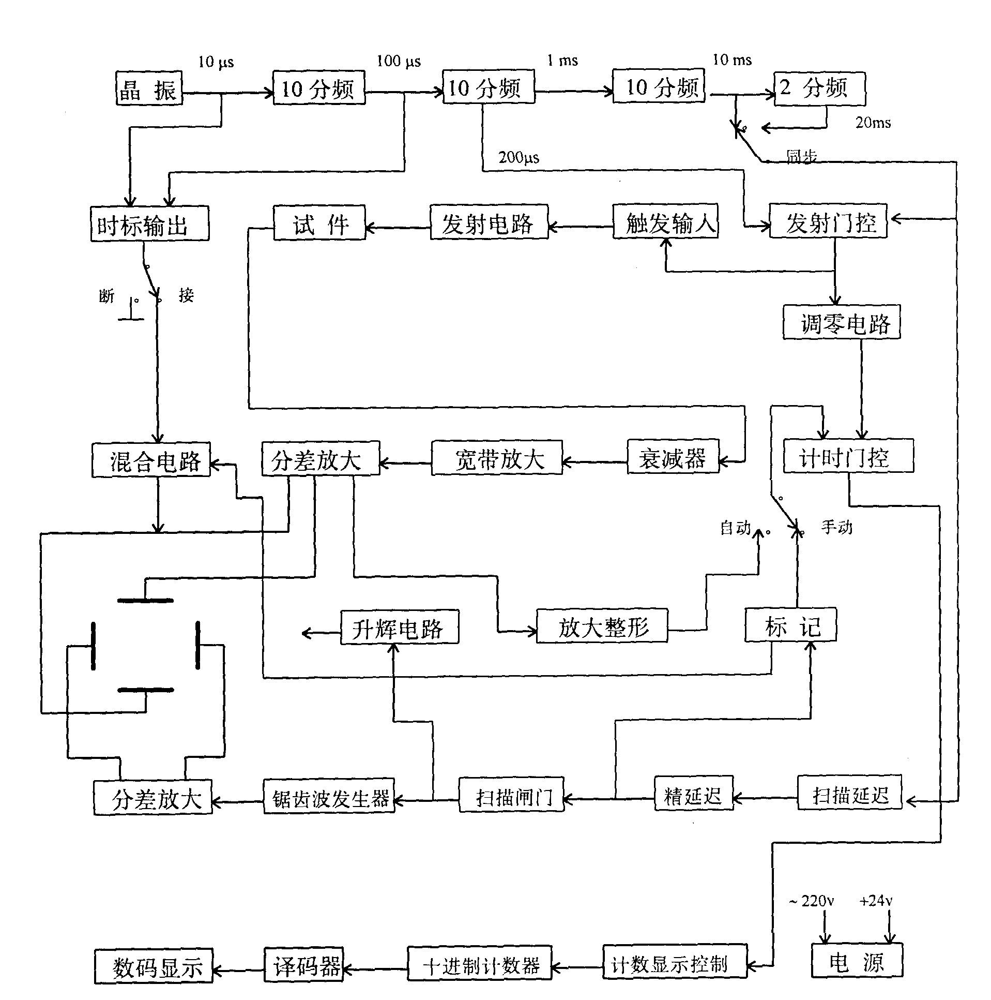 10 μs
100 μs
1 ms
10 ms
晶 振
10 分频
10 分频
10 分频
2 分频
20ms
200μs
同步
时标输出
试 件
发射电路
触发输入
发射门控
断
接
调零电路
混合电路
分差放大
宽带放大
衰减器
计时门控
自动
手动
升辉电路
放大整形
标 记
分差放大
锯齿波发生器
扫描闸门
精延迟
扫描延迟
~220v
+24v
数码显示
译码器
十进制计数器
计数显示控制
电 源